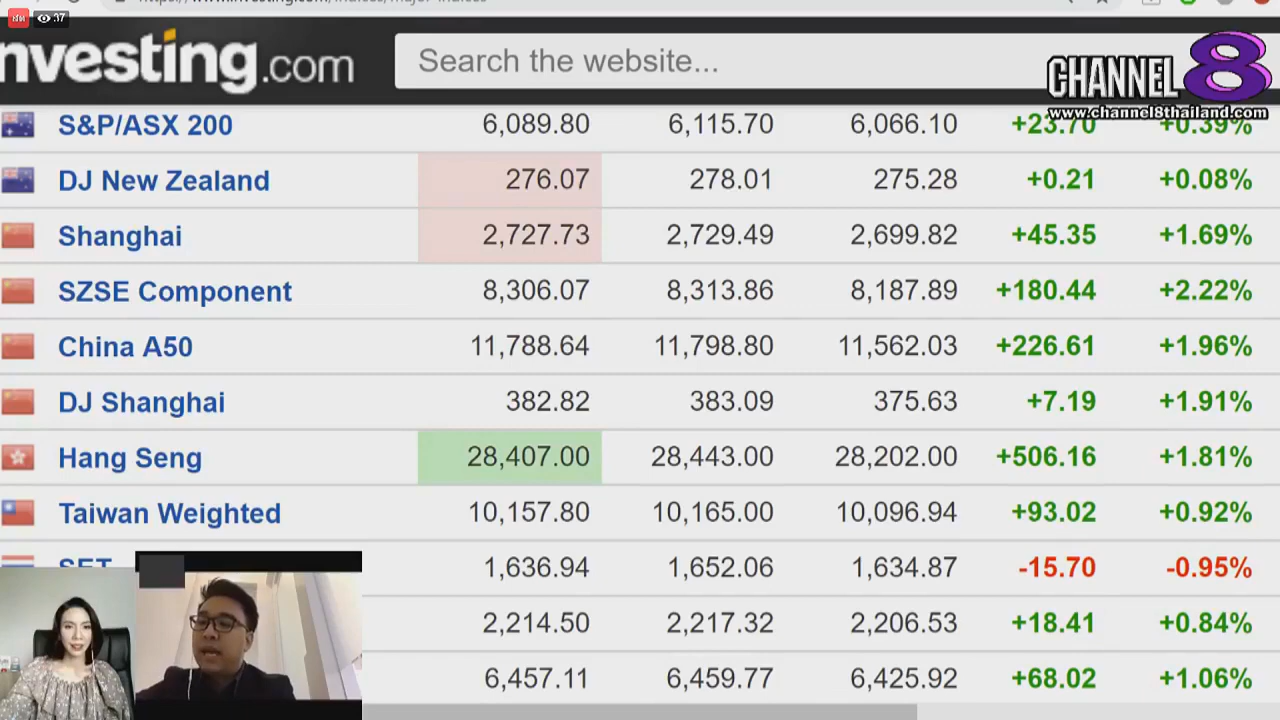 37
investing.com
Search the website...
CHANNEL 8
www.channel8thailand.com
S&P/ASX 200 6,089.80 6,115.70 6,066.10 +23.70 +0.39%
DJ New Zealand 276.07 278.01 275.28 +0.21 +0.08%
Shanghai 2,727.73 2,729.49 2,699.82 +45.35 +1.69%
SZSE Component 8,306.07 8,313.86 8,187.89 +180.44 +2.22%
China A50 11,788.64 11,798.80 11,562.03 +226.61 +1.96%
DJ Shanghai 382.82 383.09 375.63 +7.19 +1.91%
Hang Seng 28,407.00 28,443.00 28,202.00 +506.16 +1.81%
Taiwan Weighted 10,157.80 10,165.00 10,096.94 +93.02 +0.92%
SET 1,636.94 1,652.06 1,634.87 -15.70 -0.95%
2,214.50 2,217.32 2,206.53 +18.41 +0.84%
6,457.11 6,459.77 6,425.92 +68.02 +1.06%